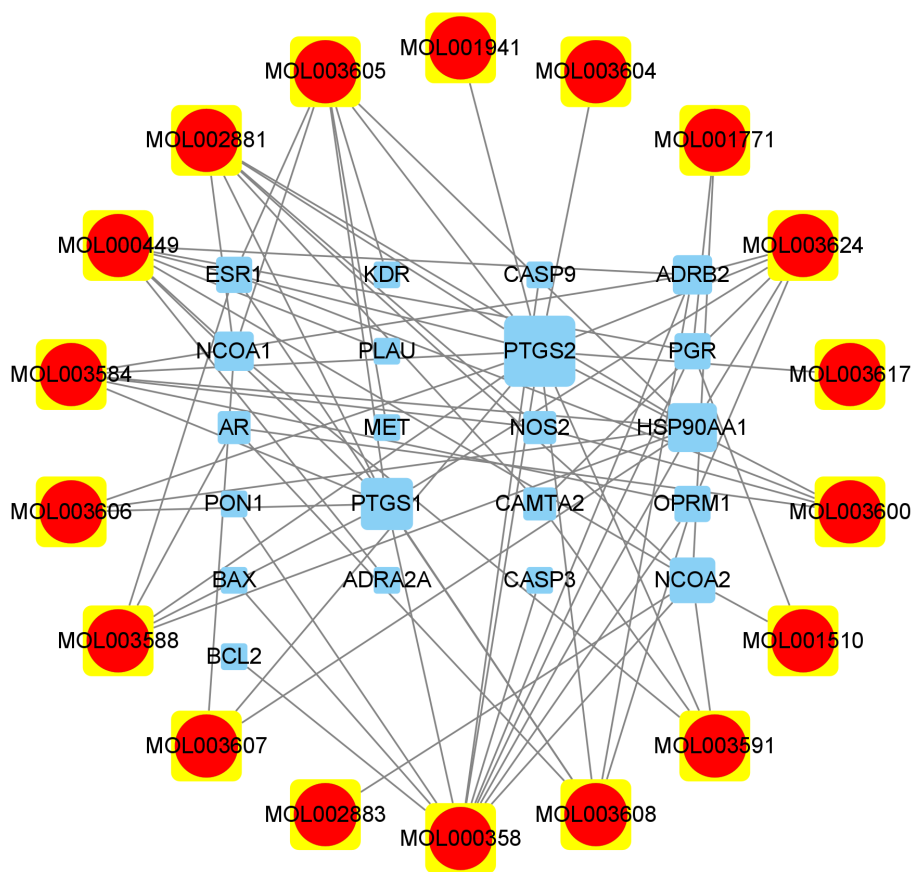 MOL001941
MOL003605
MOL003604
MOL002881
MOL001771
MOL000449
MOL003624
ESR1
KDR
CASP9
ADRB2
NCOA1
PLAU
PTGS2
PGR
MOL003584
MOL003617
AR
MET
NOS2
HSP90AA1
PON1
PTGS1
CAMTA2
OPRM1
MOL003606
MOL003600
BAX
ADRA2A
CASP3
NCOA2
MOL003588
MOL001510
BCL2
MOL003607
MOL003591
MOL002883
MOL003608
MOL000358